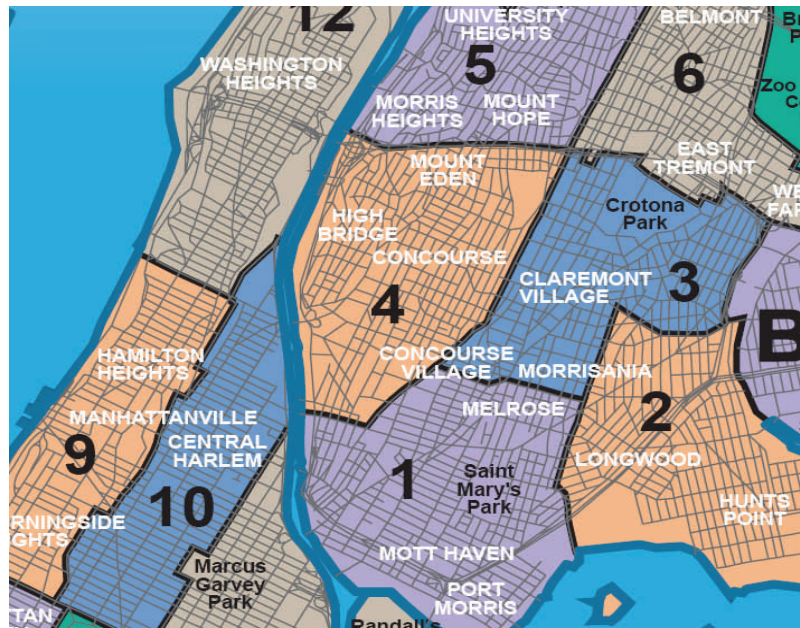 12
UNIVERSITY
HEIGHTS
BELMONT
WASHINGTON
HEIGHTS
5
6
Zoo
MORRIS
HEIGHTS
MOUNT
HOPE
EAST
TREMONT
MOUNT
EDEN
HIGH
BRIDGE
Crotona
Park
CONCOURSE
CLAREMONT
VILLAGE
3
4
B
HAMILTON
HEIGHTS
CONCOURSE
VILLAGE
MORRISANIA
MANHATTANVILLE
MELROSE
2
CENTRAL
HARLEM
9
LONGWOOD
1
Saint
Mary's
Park
10
HUNTS
POINT
RNINGSIDE
GHTS
MOTT HAVEN
Marcus
Garvey
Park
PORT
MORRIS
TAN
Randall's